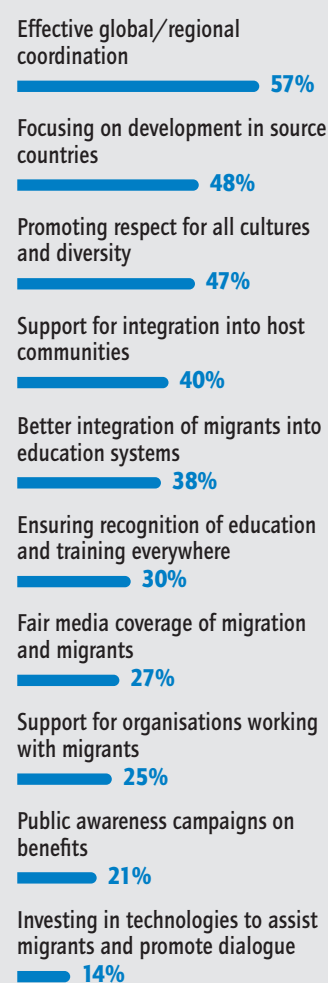 Effective global/regional
coordination
57%
Focusing on development in source
countries
48%
Promoting respect for all cultures
and diversity
47%
Support for integration into host
communities
40%
Better integration of migrants into
education systems
38%
Ensuring recognition of education
and training everywhere
30%
Fair media coverage of migration
and migrants
27%
Support for organisations working
with migrants
25%
Public awareness campaigns on
benefits
21%
Investing in technologies to assist
migrants and promote dialogue
14%